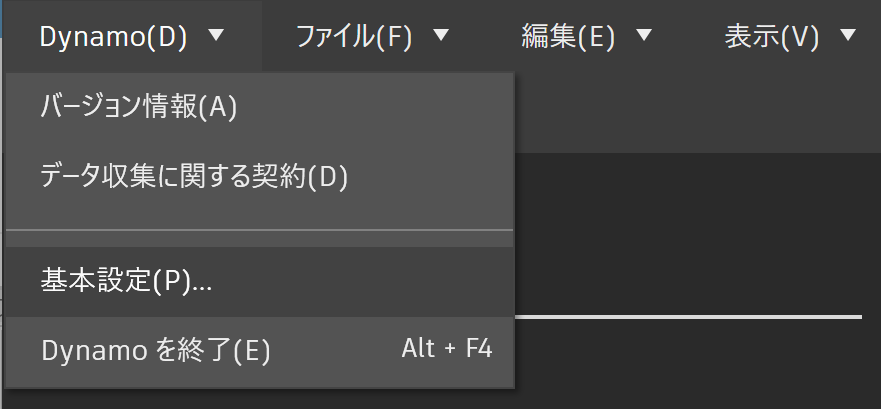 Dynamo(D) ▼ ファイル(F) ▼ 編集(E) ▼ 表示(V) ▼
バージョン情報(A)
データ収集に関する契約(D)
基本設定(P)...
Dynamo を終了(E) Alt + F4